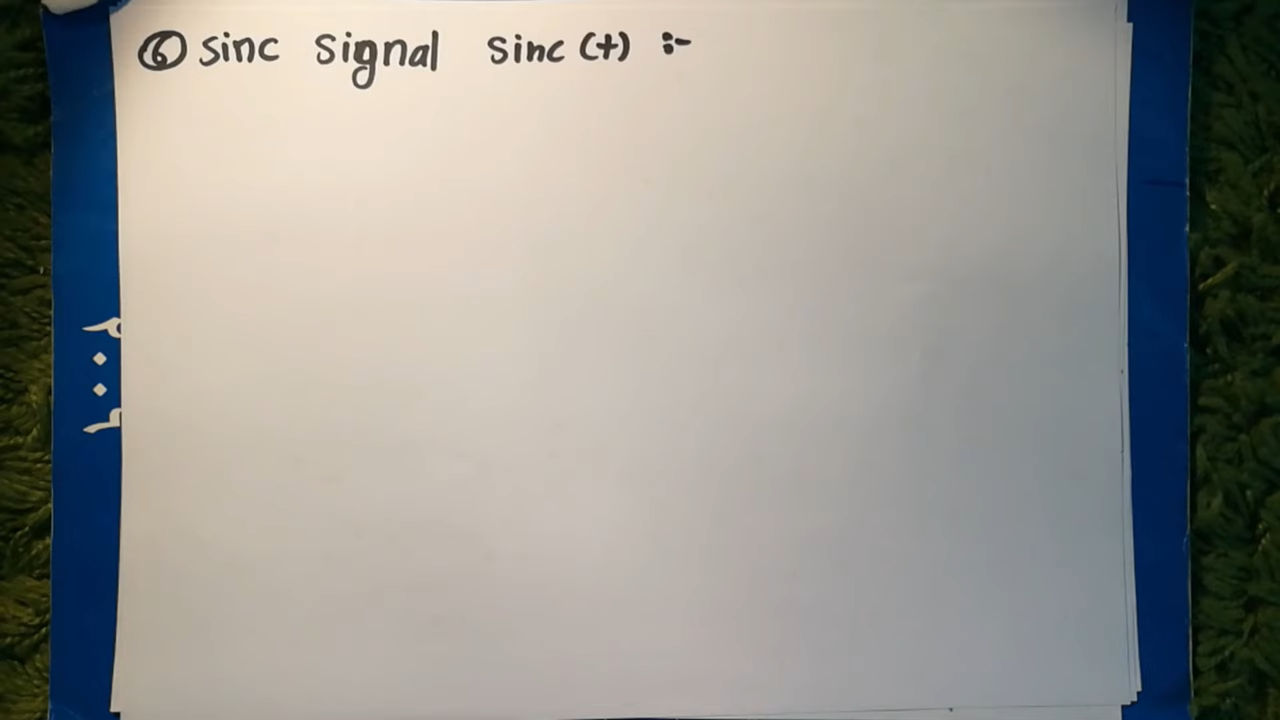 ⑥ sinc signal sinc (t) :-